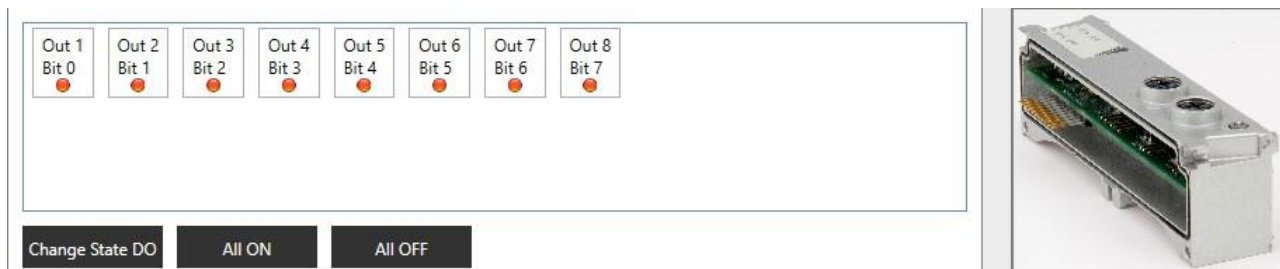 Out 1 Out 2 Out 3 Out 4 Out 5 Out 6 Out 7 Out 8
Bit 0 Bit 1 Bit 2 Bit 3 Bit 4 Bit 5 Bit 6 Bit 7
Change State DO All ON All OFF